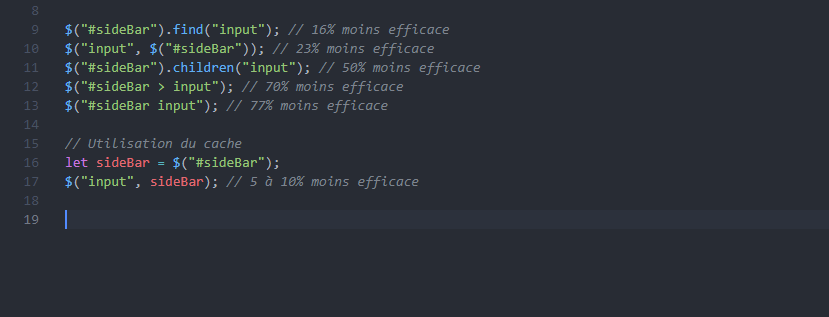 8
9 $("#sideBar").find("input"); // 16% moins efficace
10 $("input", $("#sideBar")); // 23% moins efficace
11 $("#sideBar").children("input"); // 50% moins efficace
12 $("#sideBar > input"); // 70% moins efficace
13 $("#sideBar input"); // 77% moins efficace
14
15 // Utilisation du cache
16 let sideBar = $("#sideBar");
17 $("input", sideBar); // 5 à 10% moins efficace
18
19